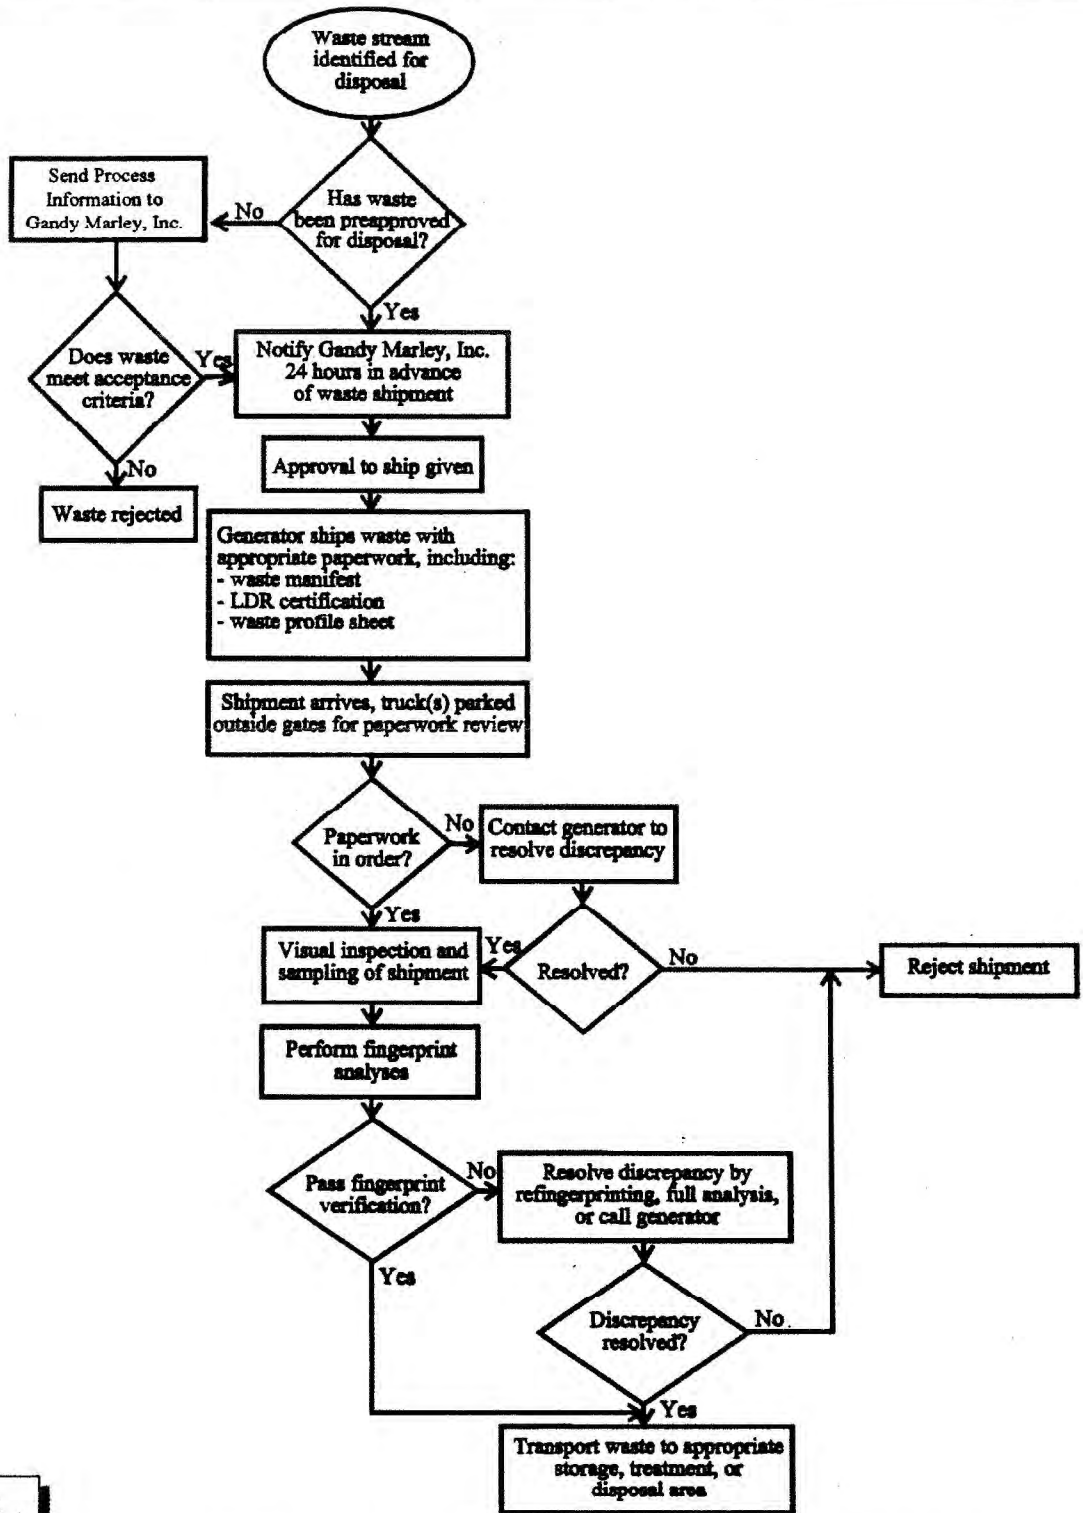 Waste stream
identified for
disposal
Has waste
been preapproved
for disposal?
No
Send Process
Information to
Gandy Marley, Inc.
Yes
Does waste
meet acceptance
criteria?
Yes
No
Waste rejected
Notify Gandy Marley, Inc.
24 hours in advance
of waste shipment
Approval to ship given
Generator ships waste with
appropriate paperwork, including:
- waste manifest
- LDR certification
- waste profile sheet
Shipment arrives, truck(s) parked
outside gates for paperwork review
Paperwork
in order?
No
Contact generator to
resolve discrepancy
Yes
Visual inspection and
sampling of shipment
Yes
Resolved?
No
Reject shipment
Perform fingerprint
analyses
Pass fingerprint
verification?
No
Resolve discrepancy by
refingerprinting, full analysis,
or call generator
Yes
Discrepancy
resolved?
No
Yes
Transport waste to appropriate
storage, treatment, or
disposal area